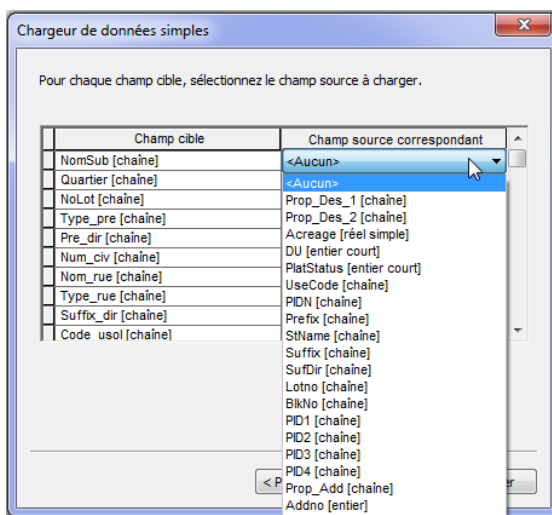 Chargeur de données simples
Pour chaque champ cible, sélectionnez le champ source à charger.
Champ cible Champ source correspondant
NomSub [chaîne] <Aucun>
Quartier [chaîne] <Aucun>
NoLot [chaîne] Prop_Des_1 [chaîne]
Type_pre [chaîne] Prop_Des_2 [chaîne]
Pre_dir [chaîne] Acreage [réel simple]
Num_civ [chaîne] DU [entier court]
Nom_rue [chaîne] PlatStatus [entier court]
Type_rue [chaîne] UseCode [chaîne]
Suffix_dir [chaîne] PIDN [chaîne]
Code_usol [chaîne] Prefix [chaîne]
StName [chaîne]
Suffix [chaîne]
SufDir [chaîne]
Lotno [chaîne]
BlkNo [chaîne]
PID1 [chaîne]
PID2 [chaîne]
PID3 [chaîne]
PID4 [chaîne]
Prop_Add [chaîne]
Addno [entier]